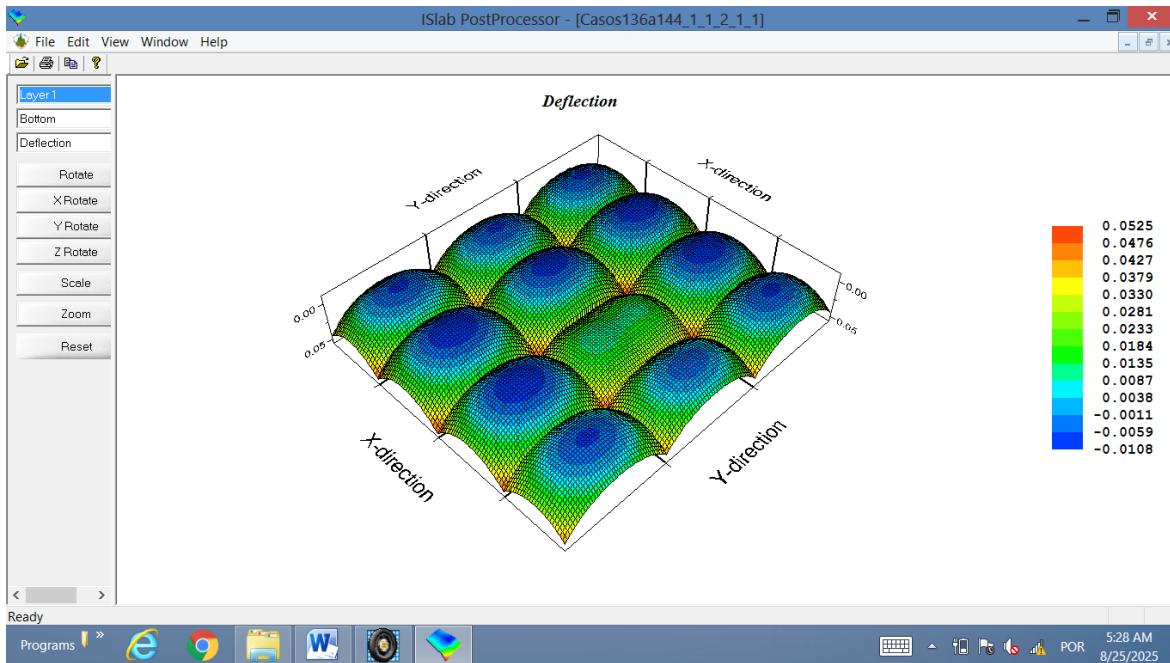 ISlab PostProcessor - [Casos136a144_1_1_2_1_1]
File Edit View Window Help
Layer 1
Bottom
Deflection
Rotate
X Rotate
Y Rotate
Z Rotate
Scale
Zoom
Reset
Deflection
Y-direction
X-direction
0.00
0.05
0.00
0.05
X-direction
Y-direction
0.0525
0.0476
0.0427
0.0379
0.0330
0.0281
0.0233
0.0184
0.0135
0.0087
0.0038
-0.0011
-0.0059
-0.0108
Ready
Programs
POR
5:28 AM
8/25/2025